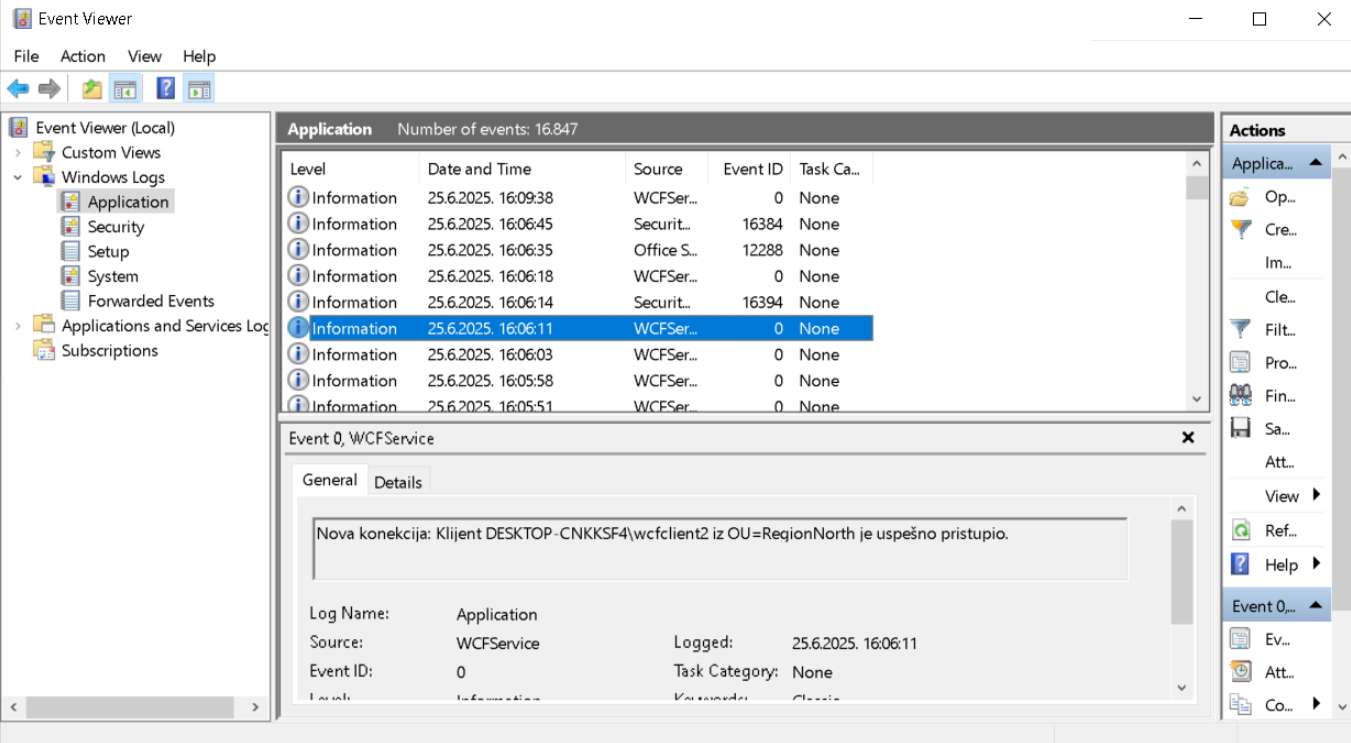 Event Viewer
File Action View Help
Event Viewer (Local)
Custom Views
Windows Logs
Application
Security
Setup
System
Forwarded Events
Applications and Services Log
Subscriptions
Application Number of events: 16.847
Level Date and Time Source Event ID Task Ca...
Information 25.6.2025. 16:09:38 WCFSer... 0 None
Information 25.6.2025. 16:06:45 Securit... 16384 None
Information 25.6.2025. 16:06:35 Office S... 12288 None
Information 25.6.2025. 16:06:18 WCFSer... 0 None
Information 25.6.2025. 16:06:14 Securit... 16394 None
Information 25.6.2025. 16:06:11 WCFSer... 0 None
Information 25.6.2025. 16:06:03 WCFSer... 0 None
Information 25.6.2025. 16:05:58 WCFSer... 0 None
Information 25.6.2025. 16:05:51 WCFSer... 0 None
Event 0, WCFService
General Details
Nova konekcija: Klijent DESKTOP-CNKKSF4\wcfclient2 iz OU=RegionNorth je uspešno pristupio.
Log Name: Application
Source: WCFService Logged: 25.6.2025. 16:06:11
Event ID: 0 Task Category: None
Level: Information Keywords: Classic
Actions
Applica...
Op...
Cre...
Im...
Cle...
Filt...
Pro...
Fin...
Sa...
Att...
View
Ref...
Help
Event 0,...
Ev...
Att...
Co...